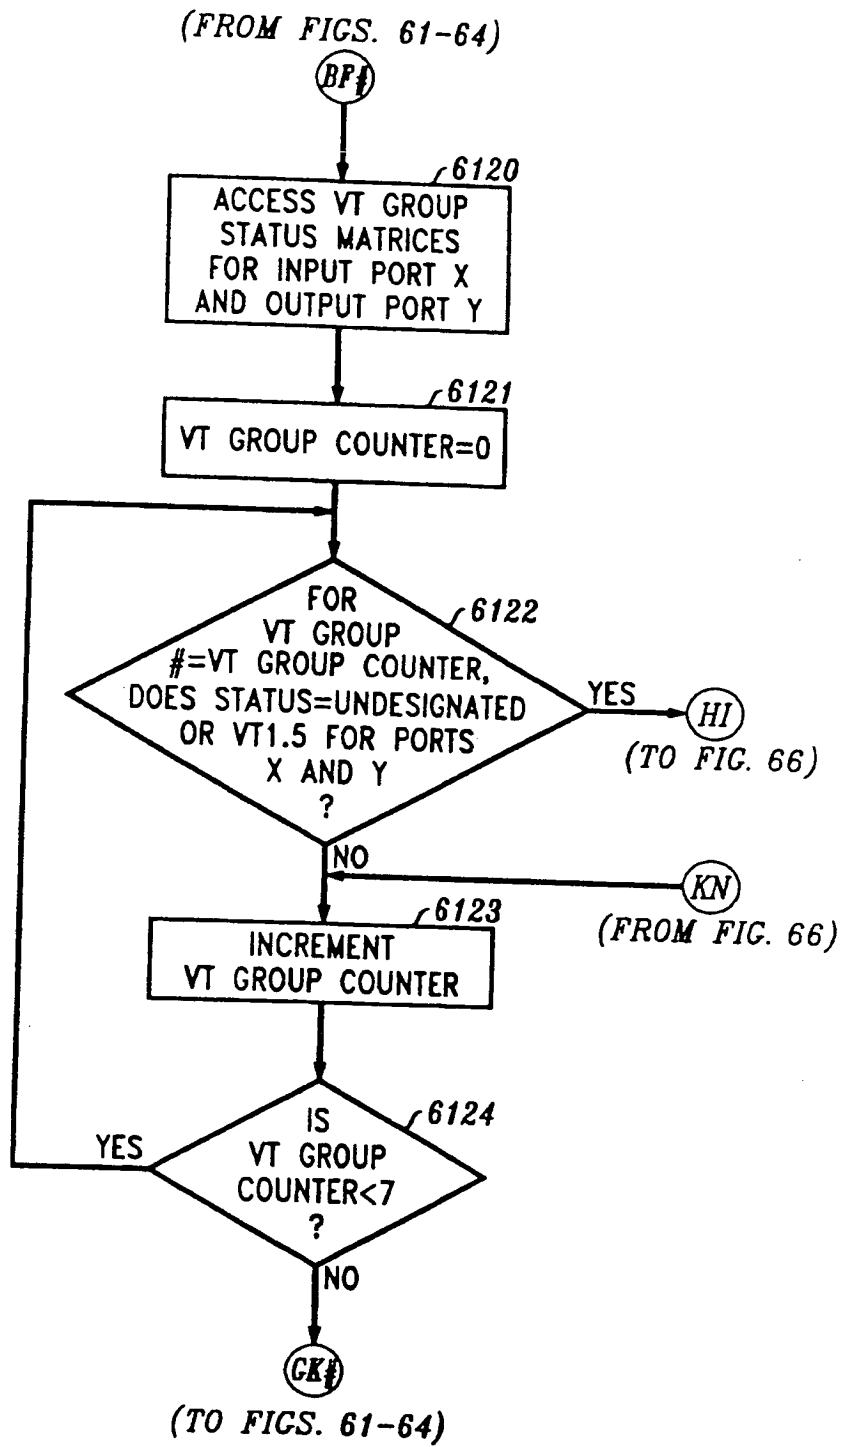 (FROM FIGS. 61-64)
BF#
6120
ACCESS VT GROUP
STATUS MATRICES
FOR INPUT PORT X
AND OUTPUT PORT Y
6121
VT GROUP COUNTER=0
6122
FOR
VT GROUP
#=VT GROUP COUNTER,
DOES STATUS=UNDESIGNATED
OR VT1.5 FOR PORTS
X AND Y
?
YES
HI
(TO FIG. 66)
NO
KN
(FROM FIG. 66)
6123
INCREMENT
VT GROUP COUNTER
6124
IS
VT GROUP
COUNTER<7
?
YES
NO
GK#
(TO FIGS. 61-64)